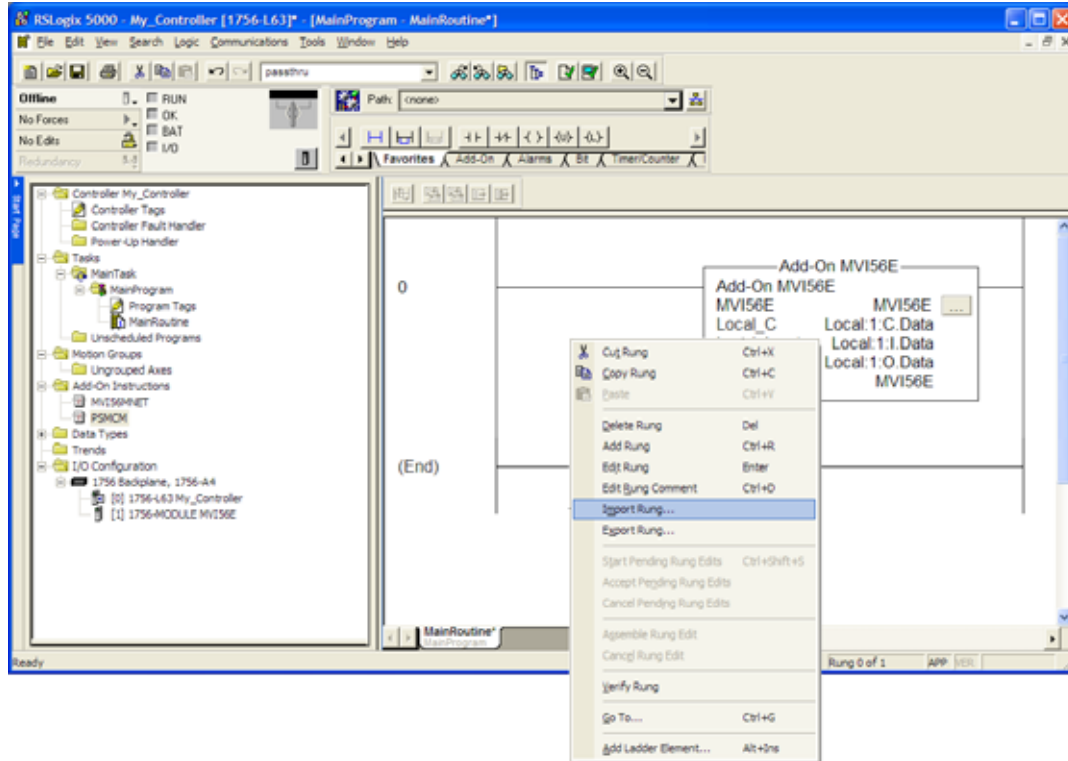 RSLogix 5000 - My_Controller [1756-L63]* - [MainProgram - MainRoutine*]
File Edit View Search Logic Communications Tools Window Help
passthru
Offline
RUN
No Forces
OK
No Edits
BAT
Redundancy
I/O
Path: <none>
Favorites Add-On Alarms Bit Timer/Counter
Start Page
Controller My_Controller
Controller Tags
Controller Fault Handler
Power-Up Handler
Tasks
MainTask
MainProgram
Program Tags
MainRoutine
Unscheduled Programs
Motion Groups
Ungrouped Axes
Add-On Instructions
MVI56MNET
PSMCM
Data Types
Trends
I/O Configuration
1756 Backplane, 1756-A4
[0] 1756-L63 My_Controller
[1] 1756-MODULE MVI56E
0
Add-On MVI56E
Add-On MVI56E
MVI56E MVI56E ...
Local_C Local:1:C.Data
Local:1:I.Data
Local:1:O.Data
MVI56E
(End)
Cut Rung Ctrl+X
Copy Rung Ctrl+C
Paste Ctrl+V
Delete Rung Del
Add Rung Ctrl+R
Edit Rung Enter
Edit Rung Comment Ctrl+D
Import Rung...
Export Rung...
Start Pending Rung Edits Ctrl+Shift+S
Accept Pending Rung Edits
Cancel Pending Rung Edits
Assemble Rung Edit
Cancel Rung Edit
Verify Rung
Go To... Ctrl+G
Add Ladder Element... Alt+Ins
MainRoutine*
MainProgram
Ready
Rung 0 of 1 APP VER